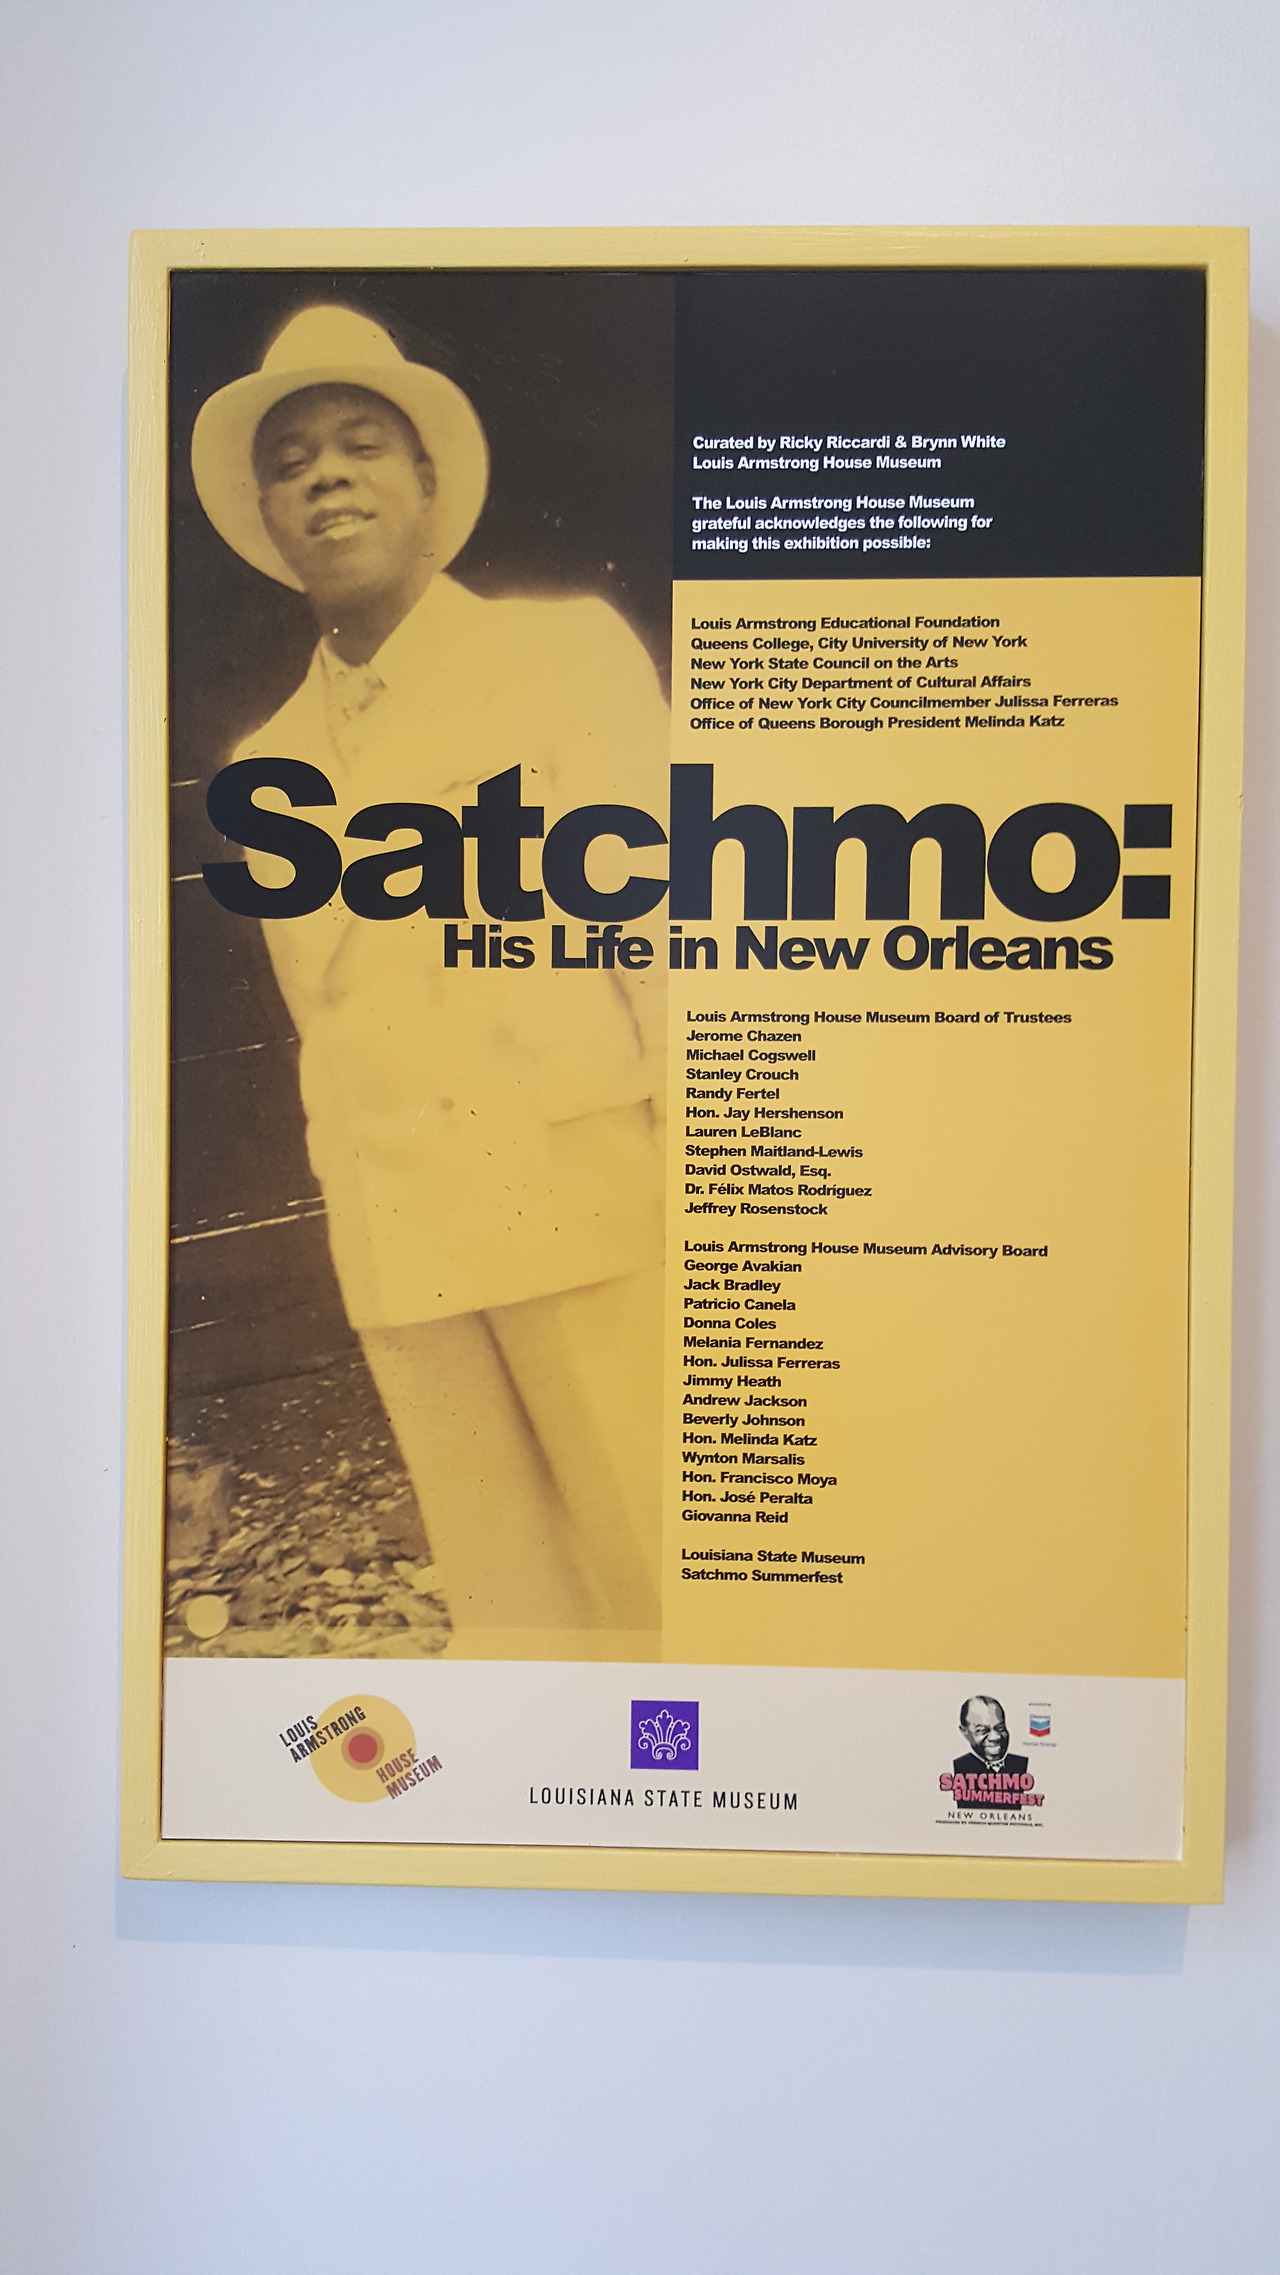 Curated by Ricky Riccardi & Brynn White
Louis Armstrong House Museum
The Louis Armstrong House Museum
grateful acknowledges the following for
making this exhibition possible:
Louis Armstrong Educational Foundation
Queens College, City University of New York
New York State Council on the Arts
New York City Department of Cultural Affairs
Office of New York City Councilmember Julissa Ferreras
Office of Queens Borough President Melinda Katz
Satchmo:
His Life in New Orleans
Louis Armstrong House Museum Board of Trustees
Jerome Chazen
Michael Cogswell
Stanley Crouch
Randy Fertel
Hon. Jay Hershenson
Lauren LeBlanc
Stephen Maitland-Lewis
David Ostwald, Esq.
Dr. Félix Matos Rodríguez
Jeffrey Rosenstock
Louis Armstrong House Museum Advisory Board
George Avakian
Jack Bradley
Patricio Canela
Donna Coles
Melania Fernandez
Hon. Julissa Ferreras
Jimmy Heath
Andrew Jackson
Beverly Johnson
Hon. Melinda Katz
Wynton Marsalis
Hon. Francisco Moya
Hon. José Peralta
Giovanna Reid
Louisiana State Museum
Satchmo Summerfest
LOUIS
ARMSTRONG
HOUSE
MUSEUM
LOUISIANA STATE MUSEUM
SATCHMO
SUMMERFEST
NEW ORLEANS